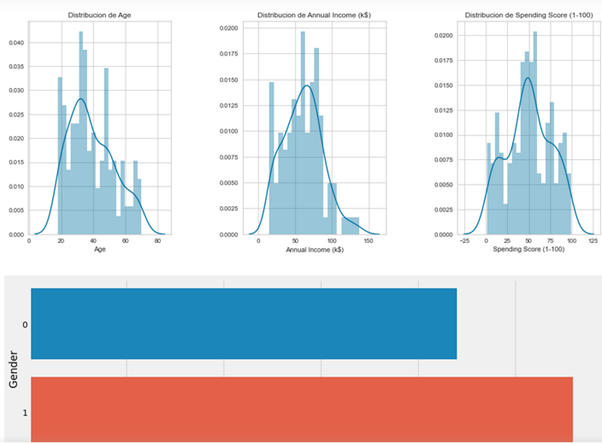 Distribucion de Age
0.040
0.035
0.030
0.025
0.020
0.015
0.010
0.005
0.000
0 20 40 60 80
Age
Distribucion de Annual Income (k$)
0.0200
0.0175
0.0150
0.0125
0.0100
0.0075
0.0050
0.0025
0.0000
0 50 100 150
Annual Income (k$)
Distribucion de Spending Score (1-100)
0.0200
0.0175
0.0150
0.0125
0.0100
0.0075
0.0050
0.0025
0.0000
−25 0 25 50 75 100 125
Spending Score (1-100)
Gender
0
1